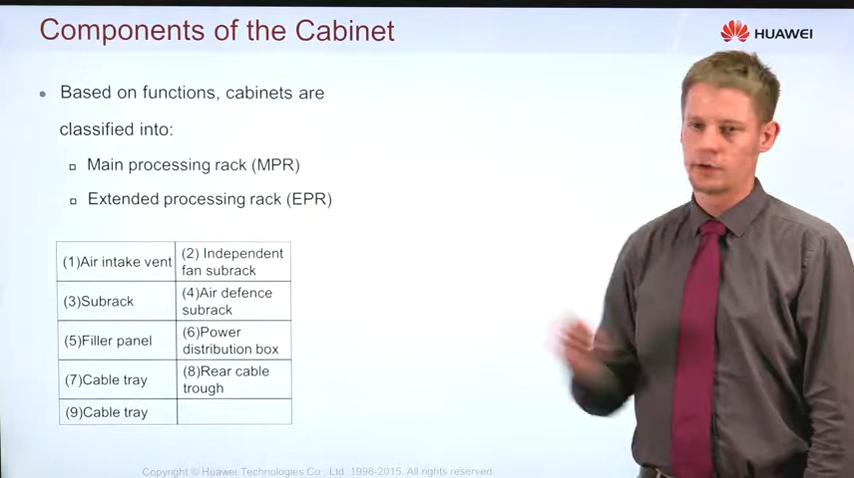 Components of the Cabinet
HUAWEI
Based on functions, cabinets are
classified into:
Main processing rack (MPR)
Extended processing rack (EPR)
(1)Air intake vent
(2) Independent
fan subrack
(3)Subrack
(4)Air defence
subrack
(5)Filler panel
(6)Power
distribution box
(7)Cable tray
(8)Rear cable
trough
(9)Cable tray
Copyright © Huawei Technologies Co., Ltd. 1998-2015. All rights reserved.